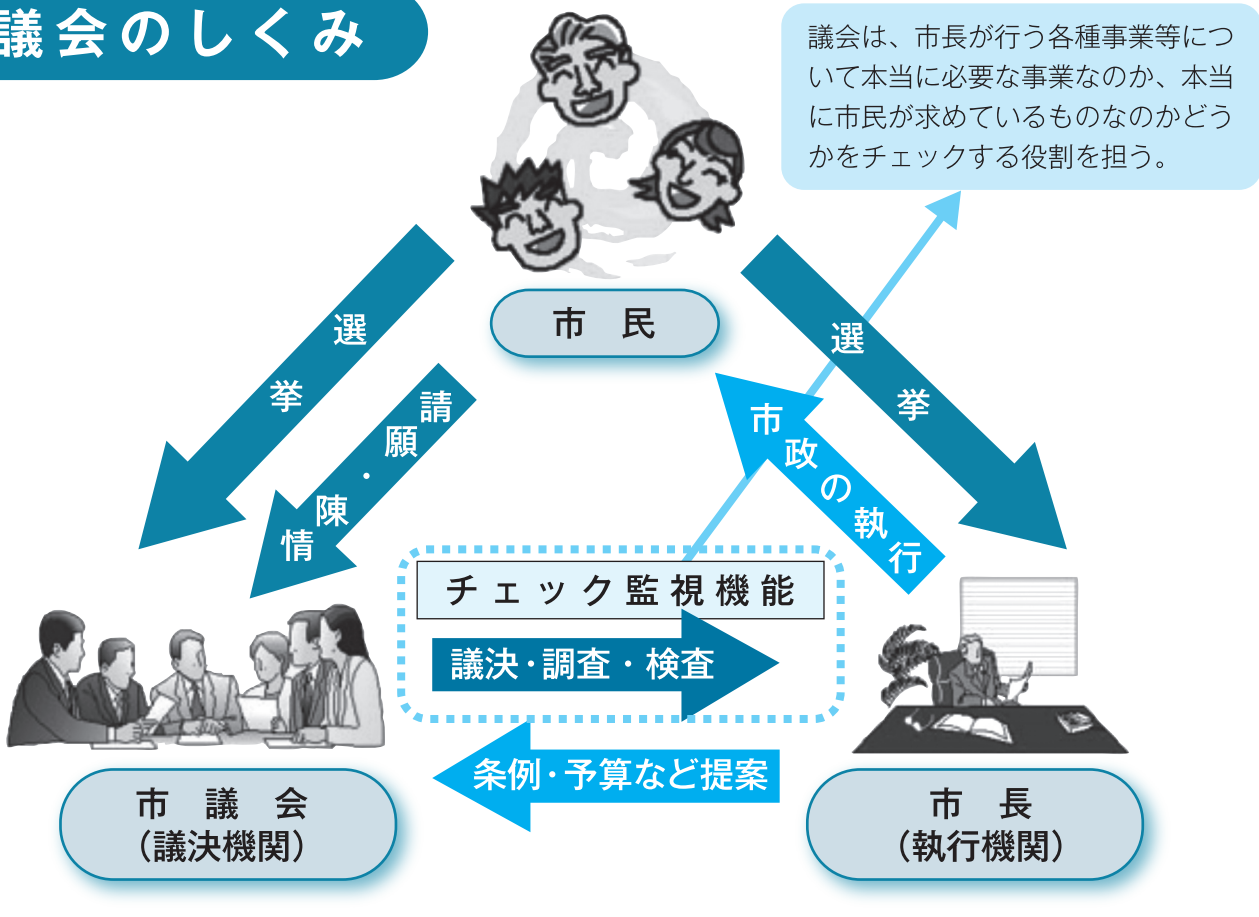 議会のしくみ
議会は、市長が行う各種事業等につ
いて本当に必要な事業なのか、本当
に市民が求めているものなのかどう
かをチェックする役割を担う。
市 民
選挙
請願・陳情
選挙
市政の執行
チェック監視機能
議決・調査・検査
条例・予算など提案
市 議 会
（議決機関）
市 長
（執行機関）